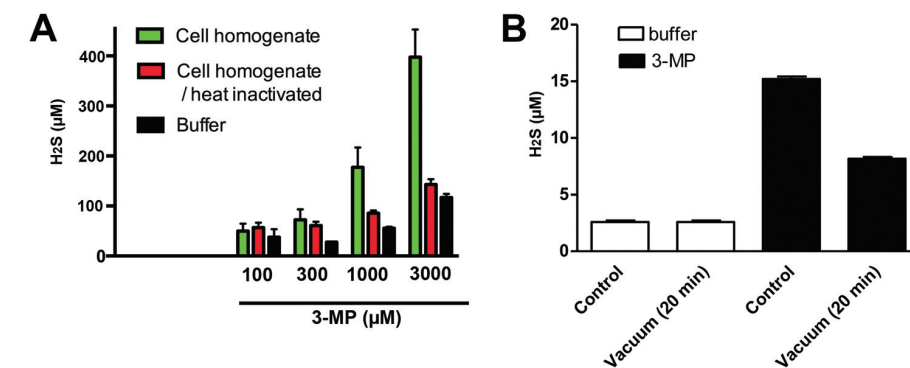 A
Cell homogenate
Cell homogenate
/ heat inactivated
Buffer
H2S (µM)
400
300
200
100
0
100 300 1000 3000
3-MP (µM)
B
buffer
3-MP
H2S (µM)
20
15
10
5
0
Control
Vacuum (20 min)
Control
Vacuum (20 min)